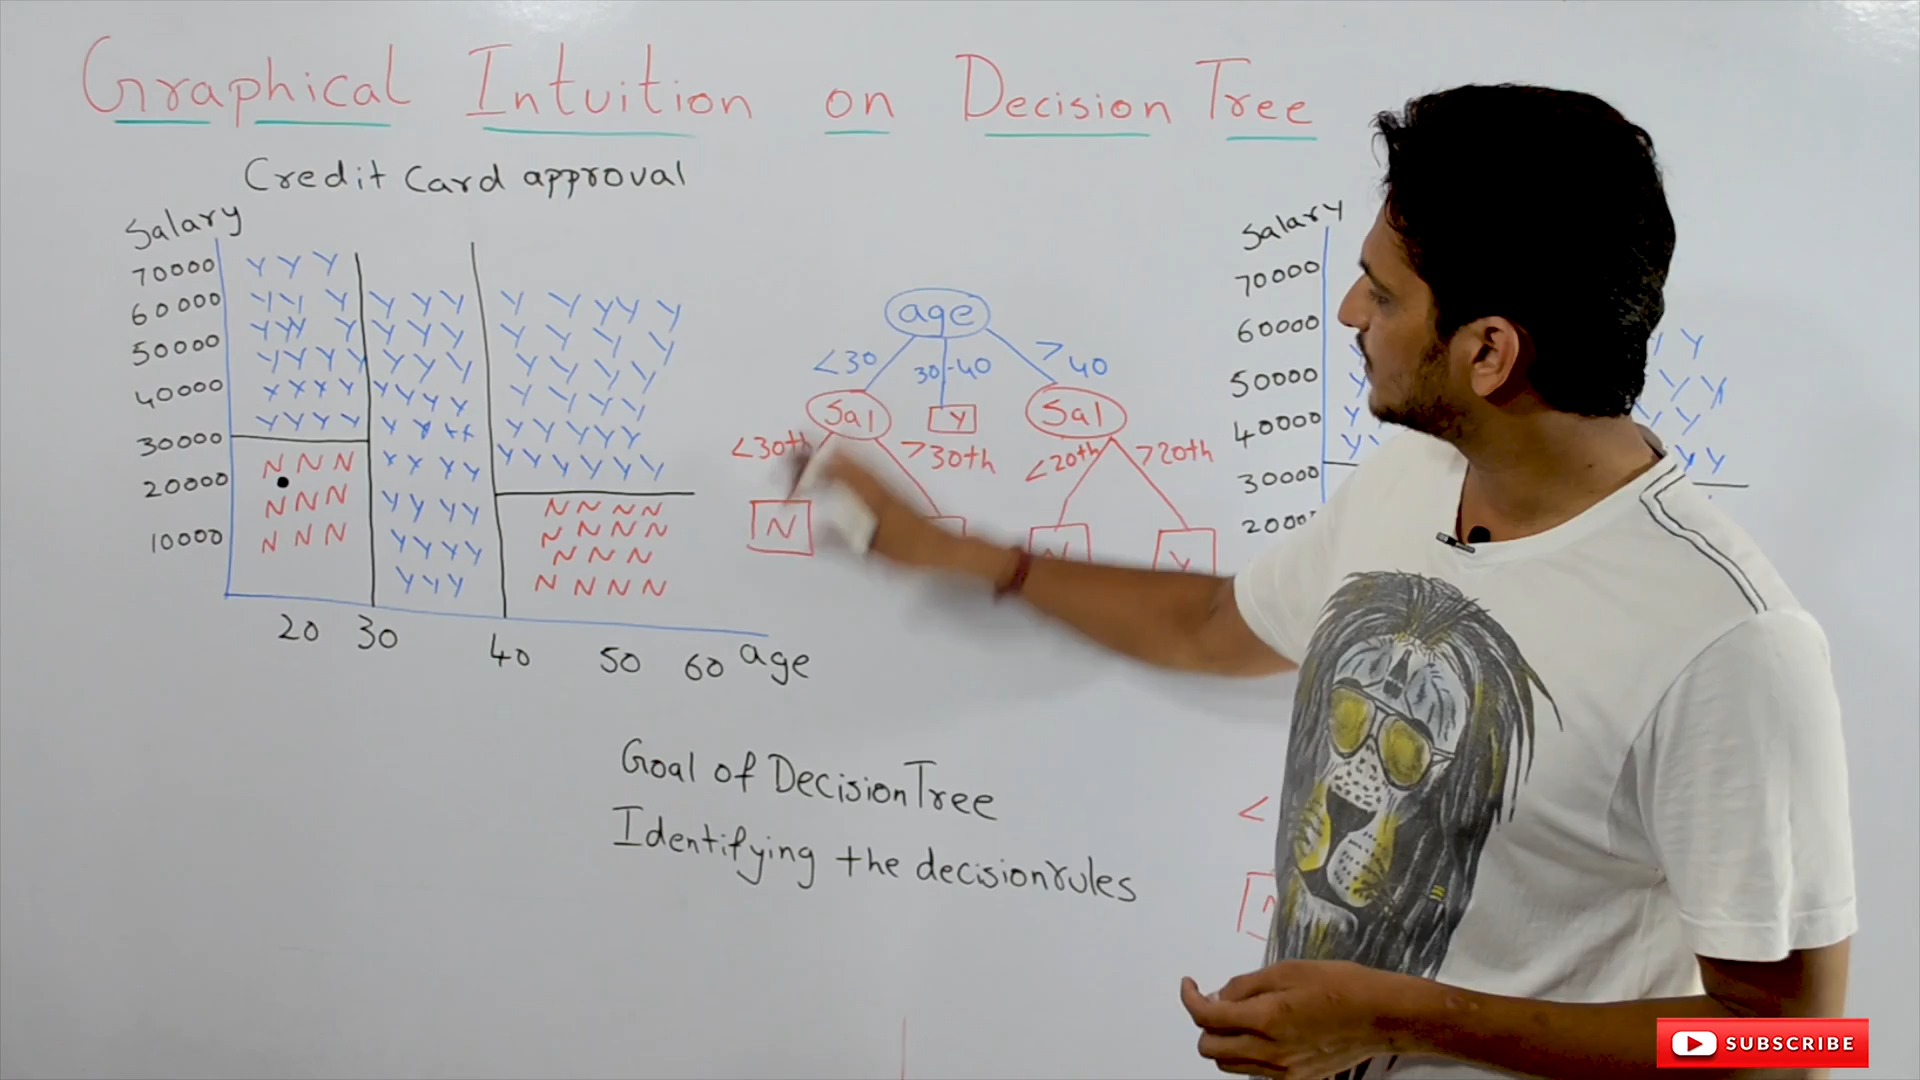 Graphical Intuition on Decision Tree
Credit Card approval
Salary
70000
60000
50000
40000
30000
20000
10000
Y Y Y
Y Y Y Y Y Y Y Y Y Y Y
Y Y Y Y Y Y Y Y Y Y Y
Y Y Y Y Y Y Y Y Y Y Y
Y Y Y Y Y Y Y Y Y Y Y Y
Y Y Y Y Y Y Y Y Y Y Y Y Y
N N N Y Y Y Y Y Y Y Y Y Y
N N N Y Y Y Y N N N N
N N N Y Y Y Y N N N N
N N N
Y Y Y N N N N
20 30 40 50 60 age
age
<30 30-40 >40
Sal Y Sal
<30th >30th <20th >20th
N N Y
Salary
70000
60000
50000
40000
30000
2000
Goal of Decision Tree
Identifying the decisionrules
<
SUBSCRIBE